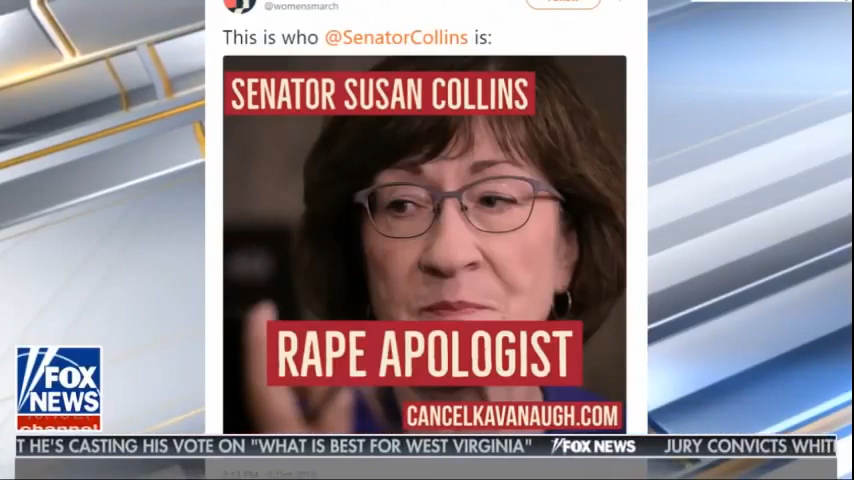 @womensmarch
This is who @SenatorCollins is:
SENATOR SUSAN COLLINS
RAPE APOLOGIST
CANCELKAVANAUGH.COM
FOX
NEWS
channel
T HE'S CASTING HIS VOTE ON "WHAT IS BEST FOR WEST VIRGINIA" FOX NEWS JURY CONVICTS WHIT